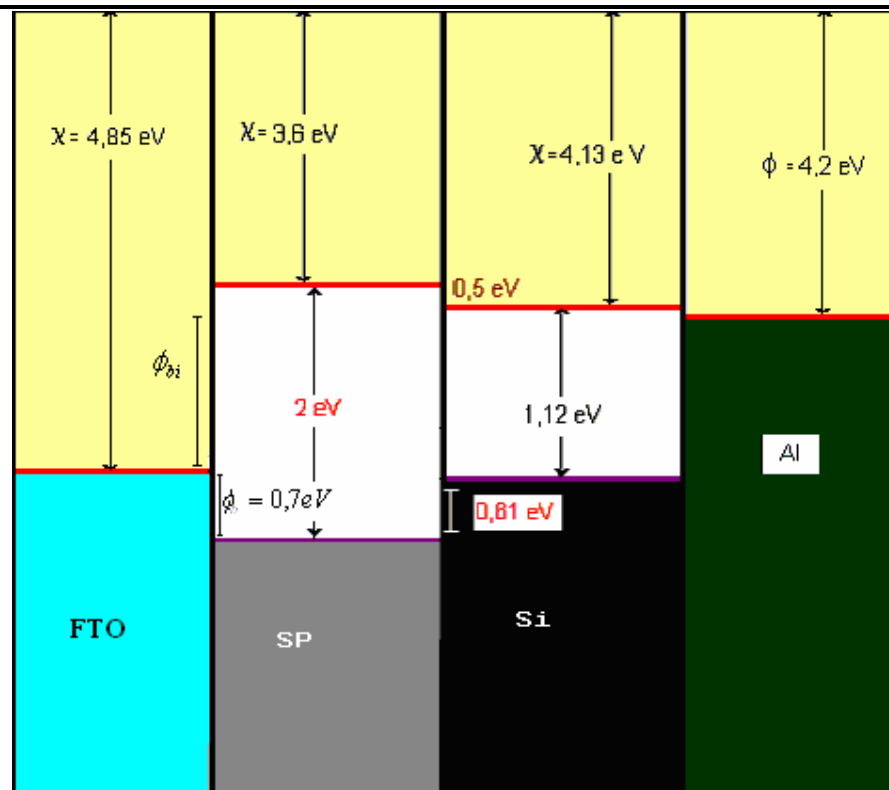 χ= 4,85 eV
χ= 3,6 eV
χ=4,13 e V
ϕ = 4,2 eV
0,5 eV
ϕbi
2 eV
1,12 eV
Al
ϕ = 0,7eV
0,81 eV
FTO
SP
Si